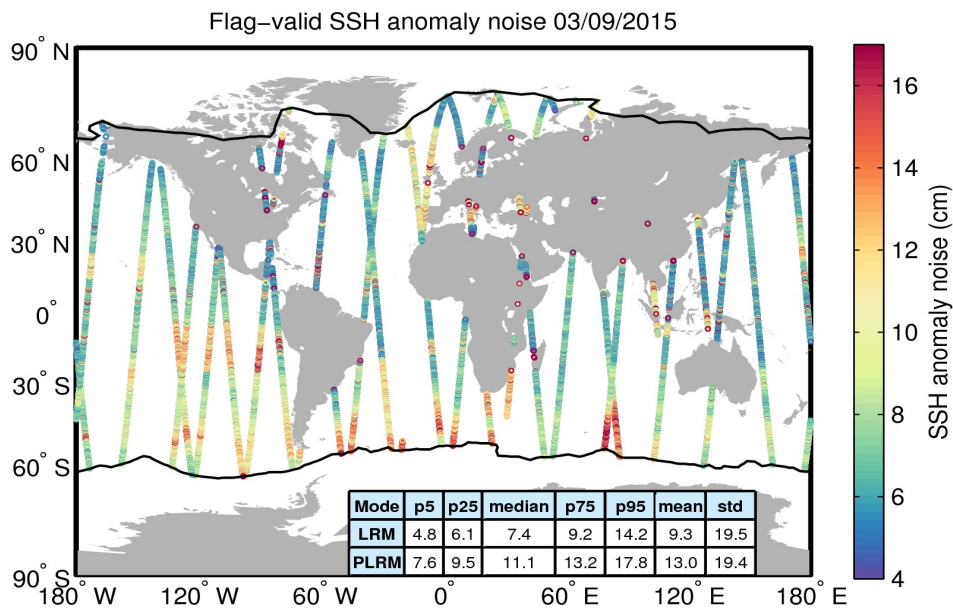 Flag−valid SSH anomaly noise 03/09/2015
90° N
60° N
30° N
0°
30° S
60° S
90° S
180° W 120° W 60° W 0° 60° E 120° E 180° E
Mode p5 p25 median p75 p95 mean std
LRM 4.8 6.1 7.4 9.2 14.2 9.3 19.5
PLRM 7.6 9.5 11.1 13.2 17.8 13.0 19.4
16
14
12
10
8
6
4
SSH anomaly noise (cm)